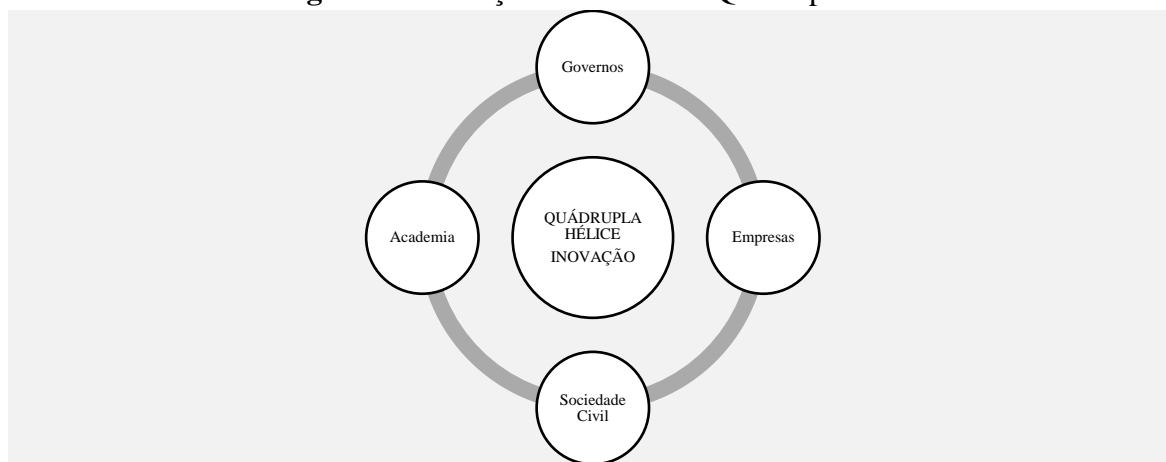 Governos
QUÁDRUPLA
HÉLICE
INOVAÇÃO
Academia
Empresas
Sociedade
Civil